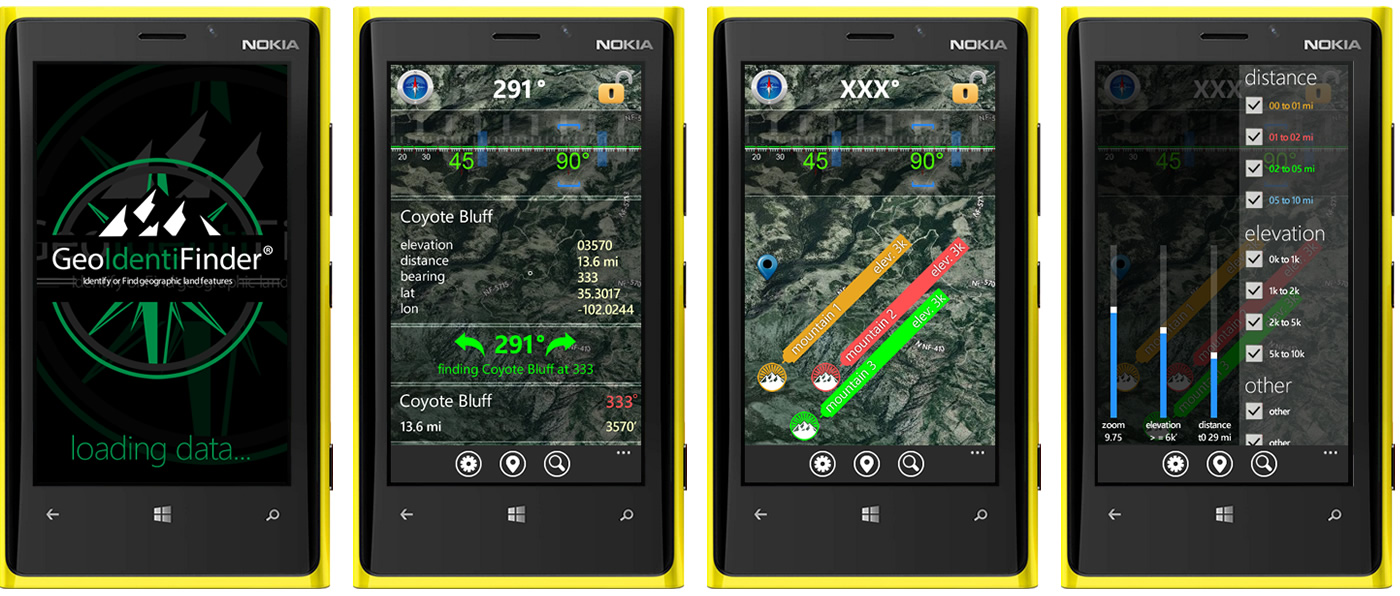 NOKIA
GeoIdentiFinder®
Identify or Find geographic land features
loading data...
NOKIA
291°
20 30 45 90°
Coyote Bluff
elevation 03570
distance 13.6 mi
bearing 333
lat 35.3017
lon -102.0244
291°
finding Coyote Bluff at 333
Coyote Bluff 333°
13.6 mi 3570'
NOKIA
XXX°
20 30 45 90°
mountain 1 elev: 3k
mountain 2 elev: 3k
mountain 3 elev: 3k
NOKIA
XXX
distance
00 to 01 mi
01 to 02 mi
02 to 05 mi
05 to 10 mi
elevation
0k to 1k
1k to 2k
2k to 5k
5k to 10k
other
other
other
zoom
9.75
elevation
> = 6k'
distance
t0 29 mi